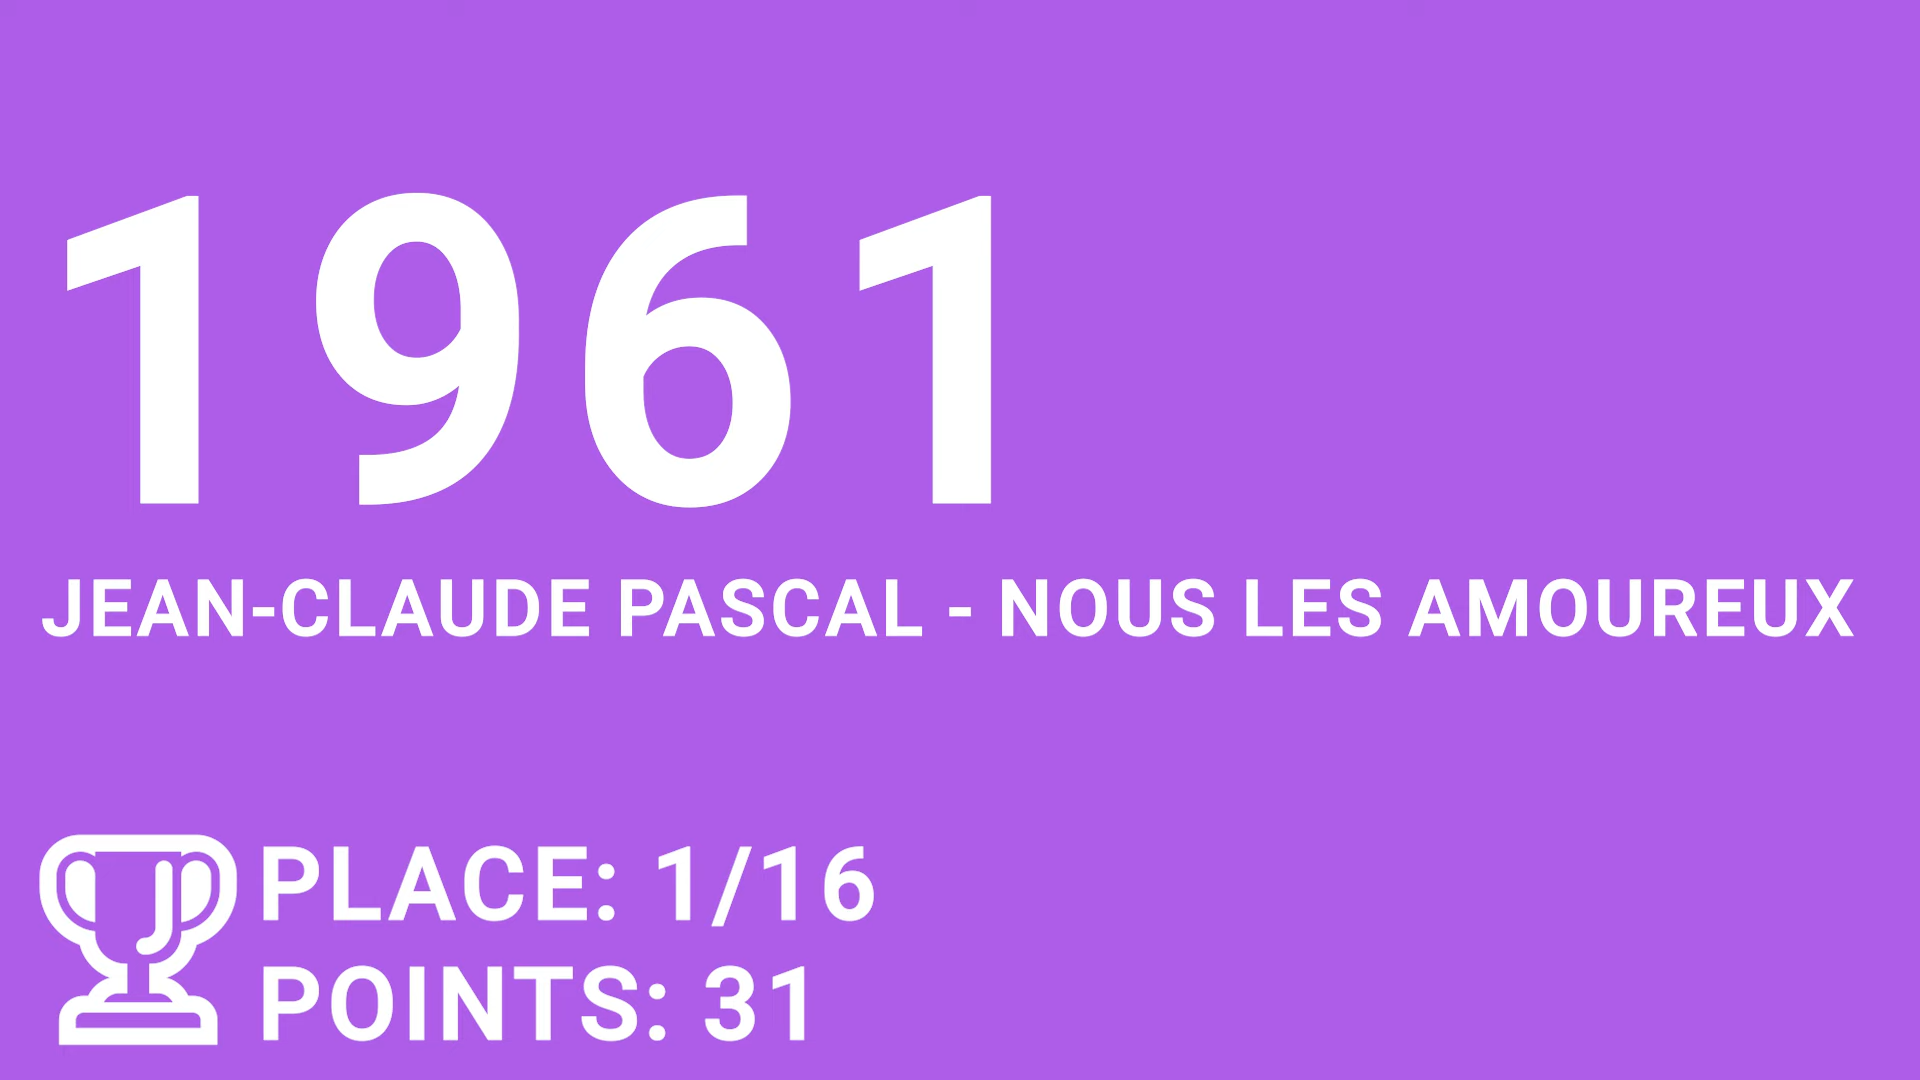 1961
JEAN-CLAUDE PASCAL - NOUS LES AMOUREUX
PLACE: 1/16
POINTS: 31